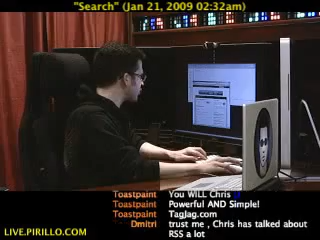 "Search" (Jan 21, 2009 02:32am)
Toastpaint You WILL Chris
Toastpaint Powerful AND Simple!
Toastpaint TagJag.com
Dmitri trust me , Chris has talked about
RSS a lot
LIVE.PIRILLO.COM